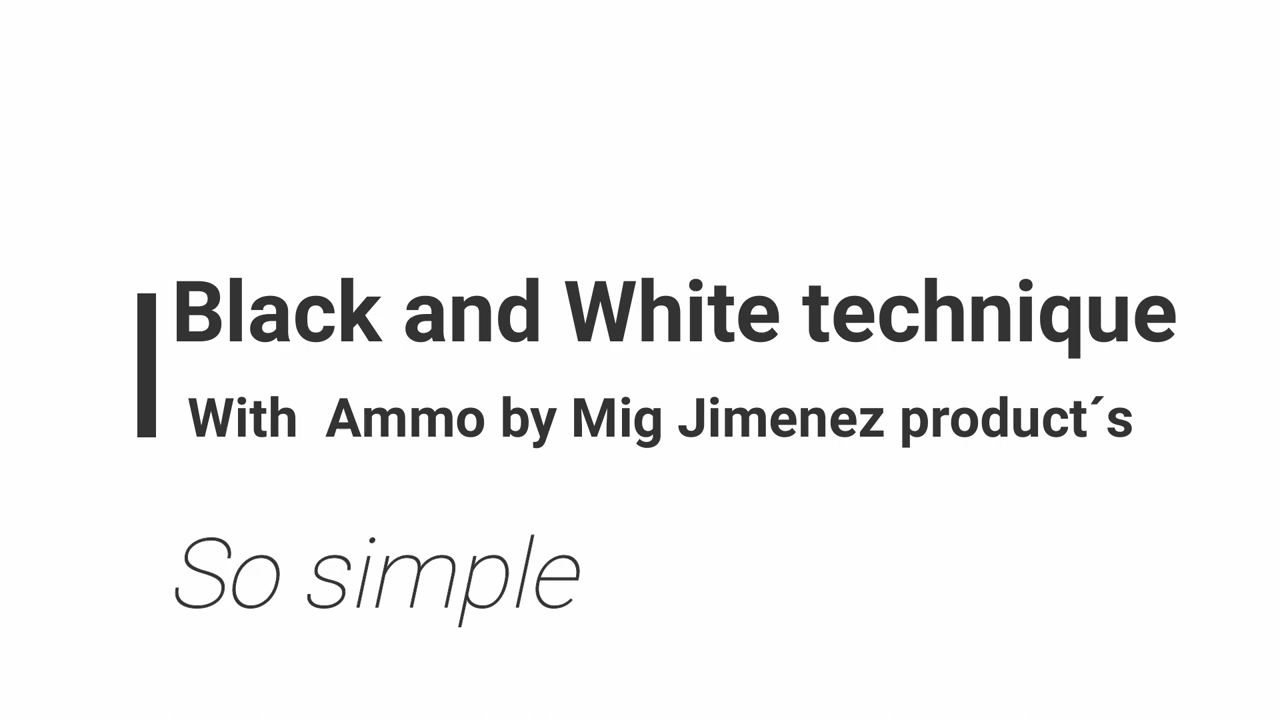 Black and White technique
With  Ammo by Mig Jimenez product´s
So simple